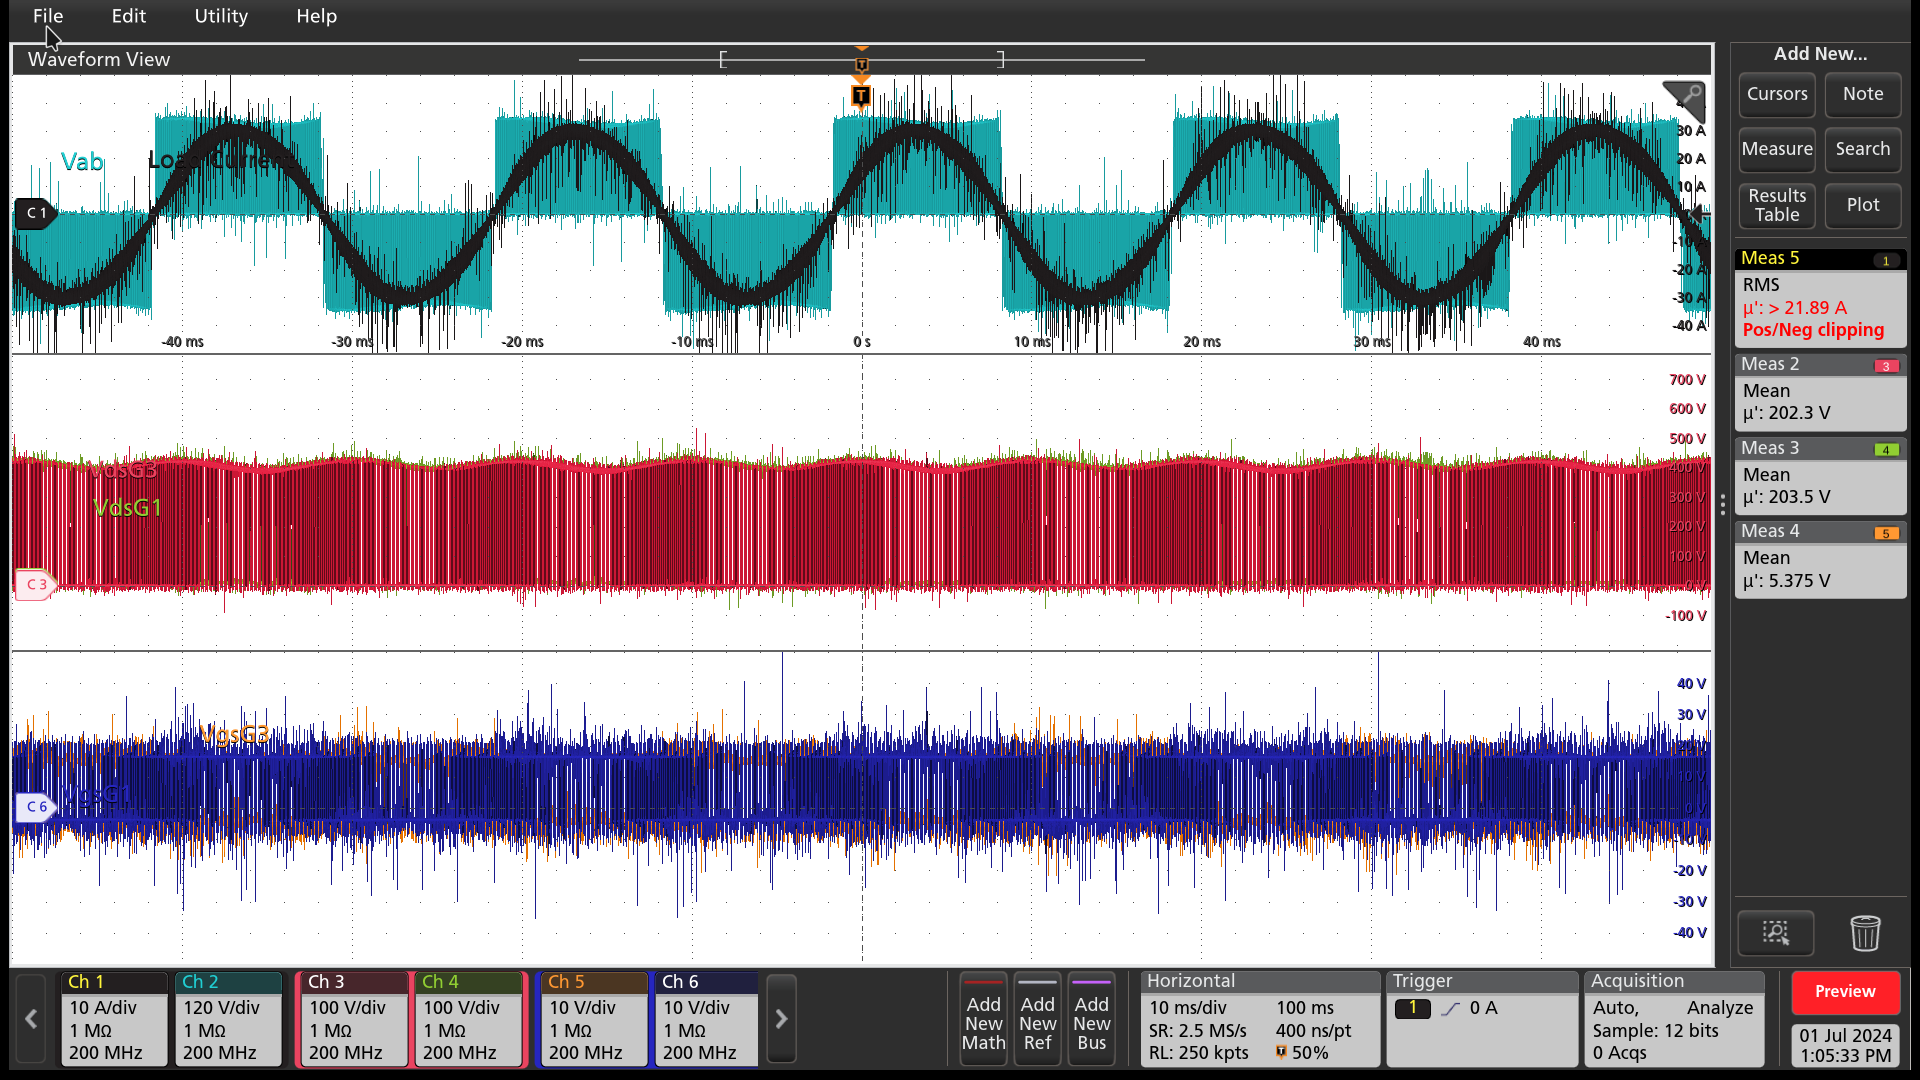 File Edit Utility Help
Waveform View
Add New...
Cursors Note
Measure Search
Results Table Plot
T
T
Vab Load Current
C 1
30 A
20 A
10 A
-10 A
-20 A
-30 A
-40 A
-40 ms -30 ms -20 ms -10 ms 0 s 10 ms 20 ms 30 ms 40 ms
700 V
600 V
500 V
400 V
300 V
200 V
100 V
0 V
-100 V
VdsG3
VdsG1
C 3
40 V
30 V
10 V
0 V
-20 V
-30 V
-40 V
VgsG3
VgsG1
C 6
Meas 5 1
RMS
µ': > 21.89 A
Pos/Neg clipping
Meas 2 3
Mean
µ': 202.3 V
Meas 3 4
Mean
µ': 203.5 V
Meas 4 5
Mean
µ': 5.375 V
Ch 1
10 A/div
1 MΩ
200 MHz
Ch 2
120 V/div
1 MΩ
200 MHz
Ch 3
100 V/div
1 MΩ
200 MHz
Ch 4
100 V/div
1 MΩ
200 MHz
Ch 5
10 V/div
1 MΩ
200 MHz
Ch 6
10 V/div
1 MΩ
200 MHz
Add New Math
Add New Ref
Add New Bus
Horizontal
10 ms/div 100 ms
SR: 2.5 MS/s 400 ns/pt
RL: 250 kpts T 50%
Trigger
1 0 A
Acquisition
Auto, Analyze
Sample: 12 bits
0 Acqs
Preview
01 Jul 2024
1:05:33 PM